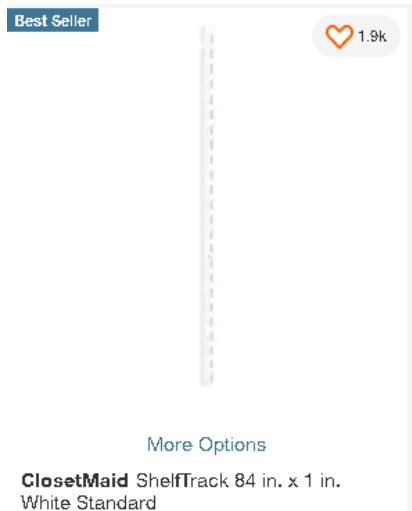 Best Seller
1.9k
More Options
ClosetMaid ShelfTrack 84 in. x 1 in.
White Standard